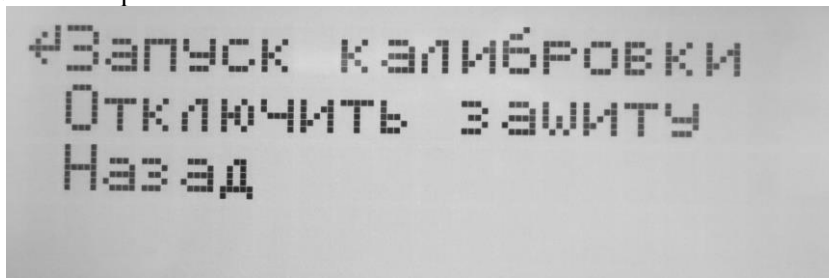 ↲Запуск калибровки
Отключить зашиту
Назад